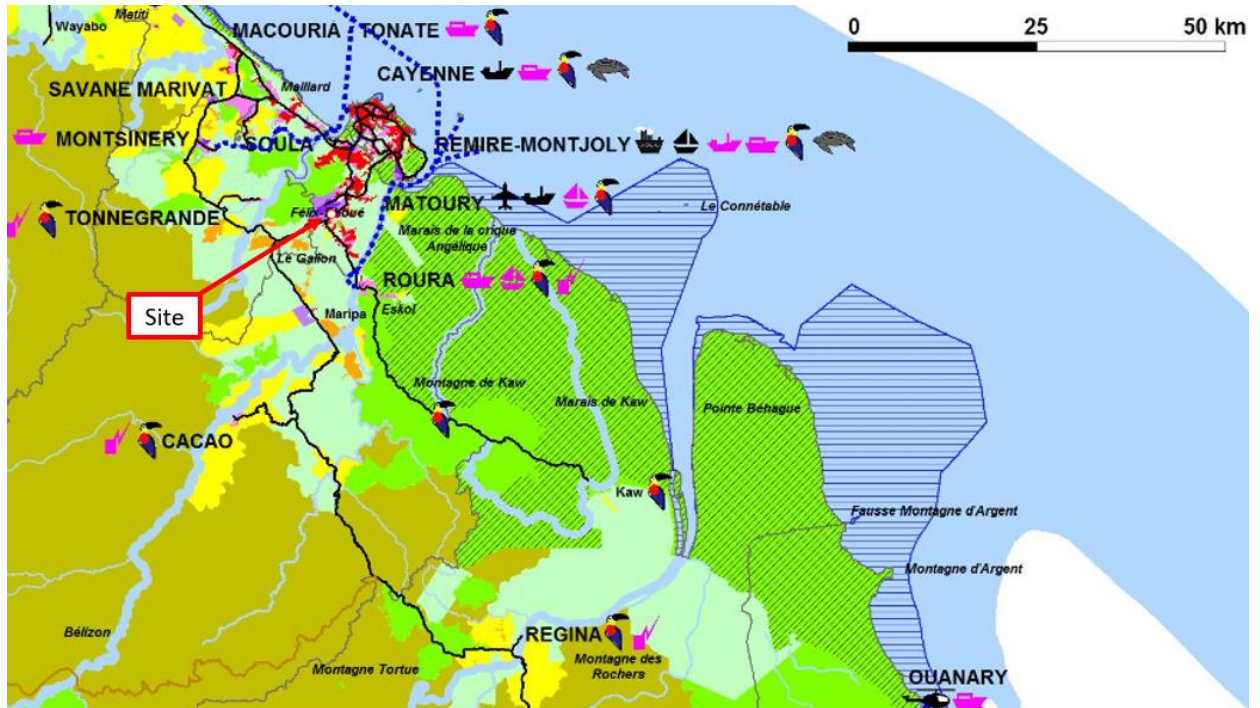 Matiti
Wayabo
0 25 50 km
MACOURIA TONATE
CAYENNE
SAVANE MARIVAT
Maillard
MONTSINERY
SOULA
REMIRE-MONTJOLY
TONNEGRANDE
MATOURY
Le Connétable
Marais de la crique
Angélique
Le Gallion
ROURA
Eskol
Site
Maripa
Montagne de Kaw
Marais de Kaw
Pointe Béhague
CACAO
Kaw
Fausse Montagne d'Argent
Montagne d'Argent
Bélizon
REGINA
Montagne des
Rochers
Montagne Tortue
OUANARY